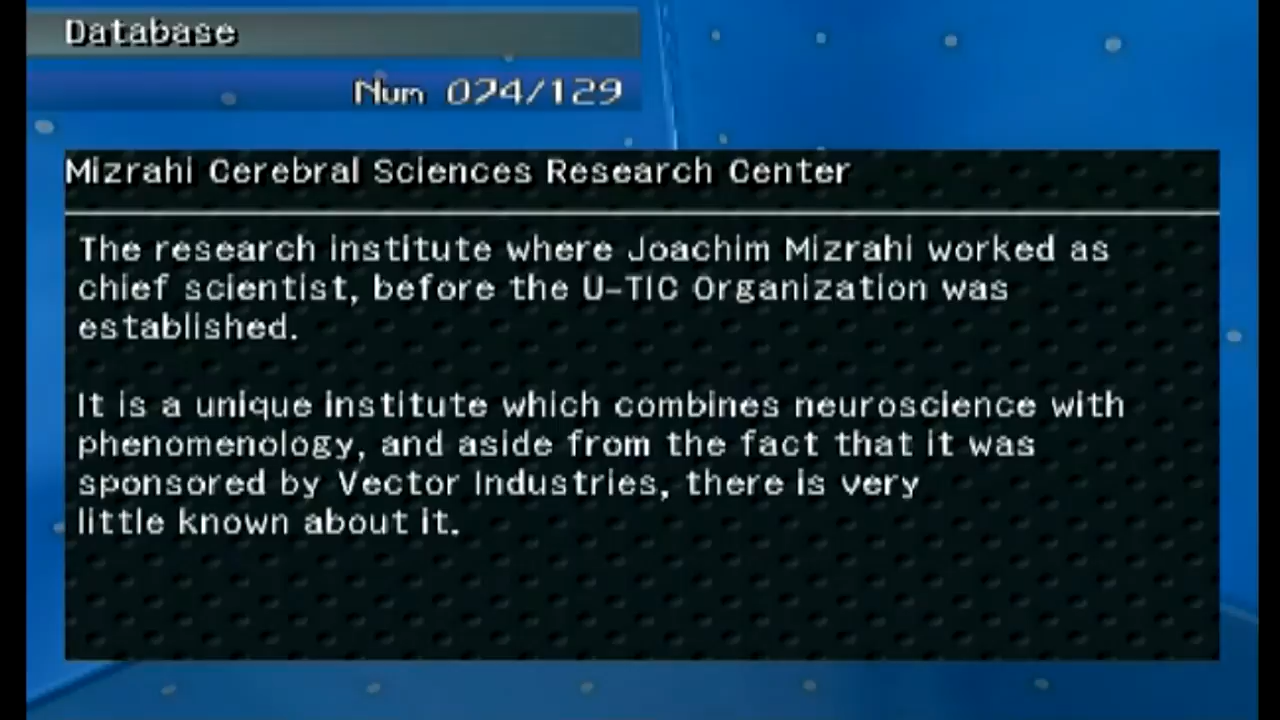 Database
Num 074/129
Mizrahi Cerebral Sciences Research Center
The research institute where Joachim Mizrahi worked as
chief scientist, before the U-TIC Organization was
established.
It is a unique institute which combines neuroscience with
phenomenology, and aside from the fact that it was
sponsored by Vector Industries, there is very
little known about it.